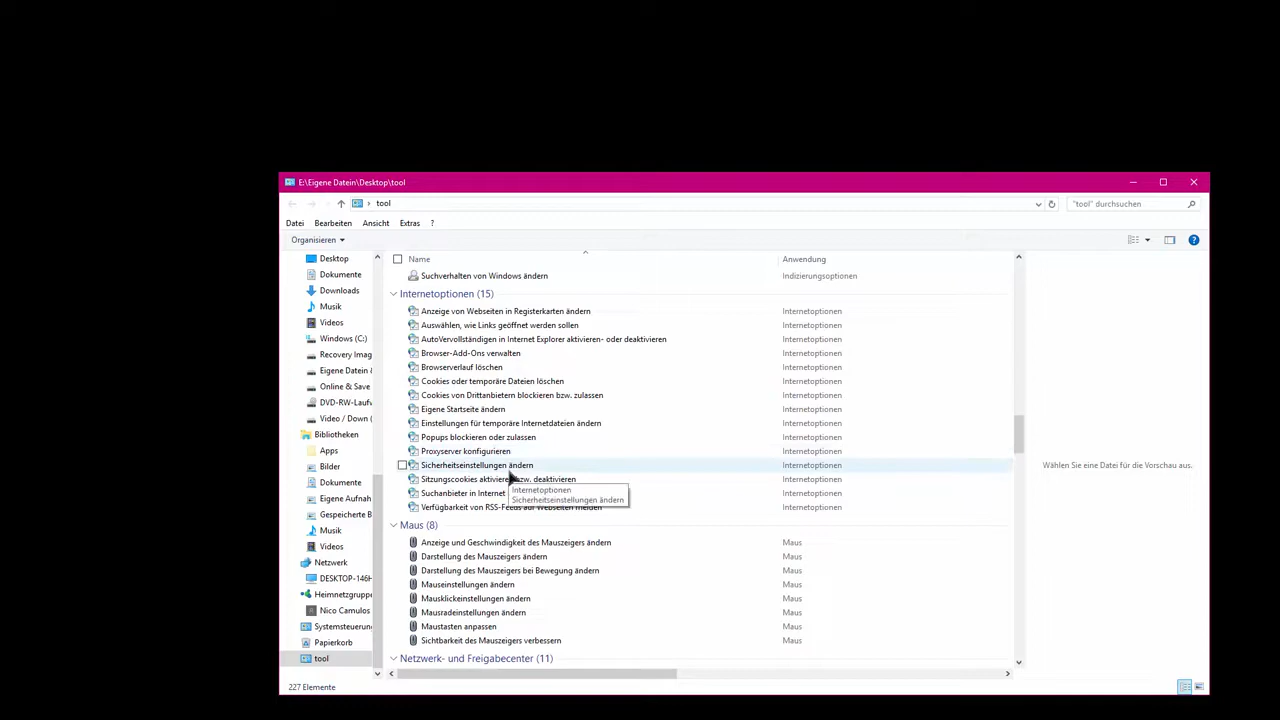 E:\Eigene Datein\Desktop\tool
tool
"tool" durchsuchen
Datei Bearbeiten Ansicht Extras ?
Organisieren
Desktop
Dokumente
Downloads
Musik
Videos
Windows (C:)
Recovery Imag
Eigene Datein
Online & Save
DVD-RW-Laufw
Video / Down (
Bibliotheken
Apps
Bilder
Dokumente
Eigene Aufnah
Gespeicherte B
Musik
Videos
Netzwerk
DESKTOP-146H
Heimnetzgruppe
Nico Camulos
Systemsteuerun
Papierkorb
tool
Name Anwendung
Suchverhalten von Windows ändern Indizierungsoptionen
Internetoptionen (15)
Anzeige von Webseiten in Registerkarten ändern Internetoptionen
Auswählen, wie Links geöffnet werden sollen Internetoptionen
AutoVervollständigen in Internet Explorer aktivieren- oder deaktivieren Internetoptionen
Browser-Add-Ons verwalten Internetoptionen
Browserverlauf löschen Internetoptionen
Cookies oder temporäre Dateien löschen Internetoptionen
Cookies von Drittanbietern blockieren bzw. zulassen Internetoptionen
Eigene Startseite ändern Internetoptionen
Einstellungen für temporäre Internetdateien ändern Internetoptionen
Popups blockieren oder zulassen Internetoptionen
Proxyserver konfigurieren Internetoptionen
Sicherheitseinstellungen ändern Internetoptionen
Sitzungscookies aktivieren bzw. deaktivieren Internetoptionen
Suchanbieter in Internet Internetoptionen
Verfügbarkeit von RSS-Feeds auf Webseiten melden Internetoptionen
Internetoptionen
Sicherheitseinstellungen ändern
Maus (8)
Anzeige und Geschwindigkeit des Mauszeigers ändern Maus
Darstellung des Mauszeigers ändern Maus
Darstellung des Mauszeigers bei Bewegung ändern Maus
Mauseinstellungen ändern Maus
Mausklickeinstellungen ändern Maus
Mausradeinstellungen ändern Maus
Maustasten anpassen Maus
Sichtbarkeit des Mauszeigers verbessern Maus
Netzwerk- und Freigabecenter (11)
Wählen Sie eine Datei für die Vorschau aus.
227 Elemente